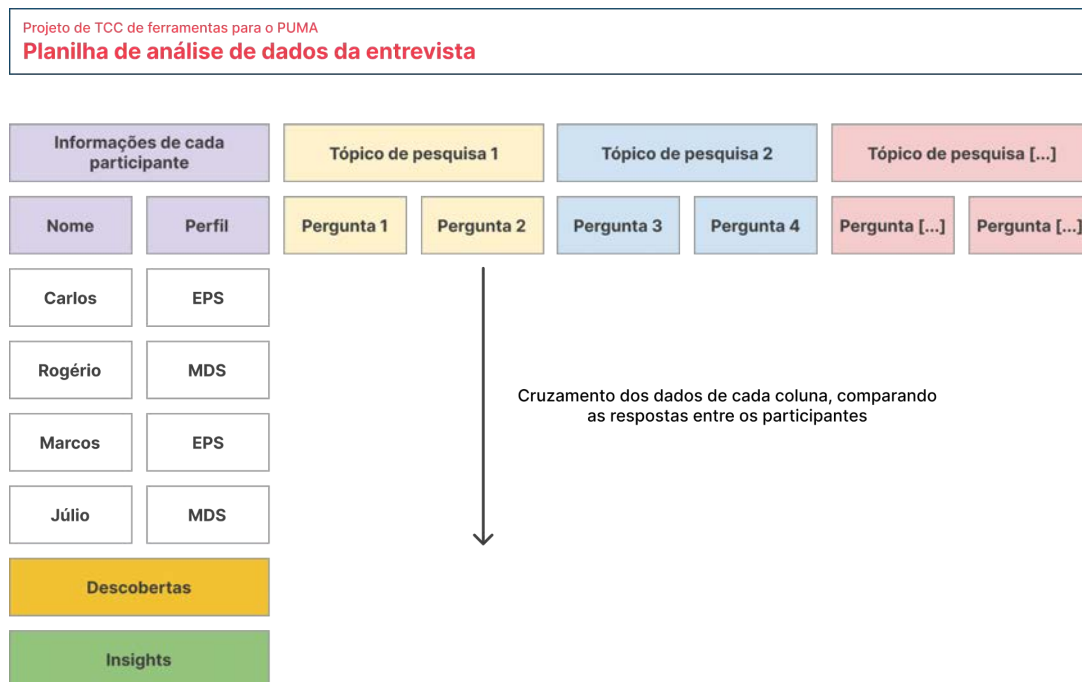 Projeto de TCC de ferramentas para o PUMA
Planilha de análise de dados da entrevista
Informações de cada
participante
Tópico de pesquisa 1
Tópico de pesquisa 2
Tópico de pesquisa [...]
Nome
Perfil
Pergunta 1
Pergunta 2
Pergunta 3
Pergunta 4
Pergunta [...]
Pergunta [...]
Carlos
EPS
Rogério
MDS
Cruzamento dos dados de cada coluna, comparando
as respostas entre os participantes
Marcos
EPS
Júlio
MDS
Descobertas
Insights